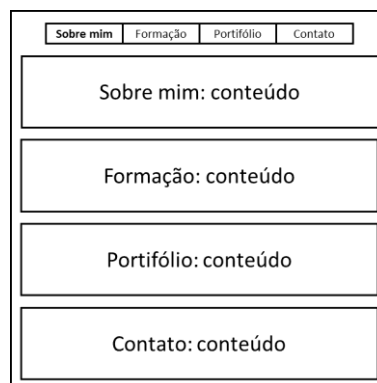 Sobre mim Formação Portifólio Contato
Sobre mim: conteúdo
Formação: conteúdo
Portifólio: conteúdo
Contato: conteúdo